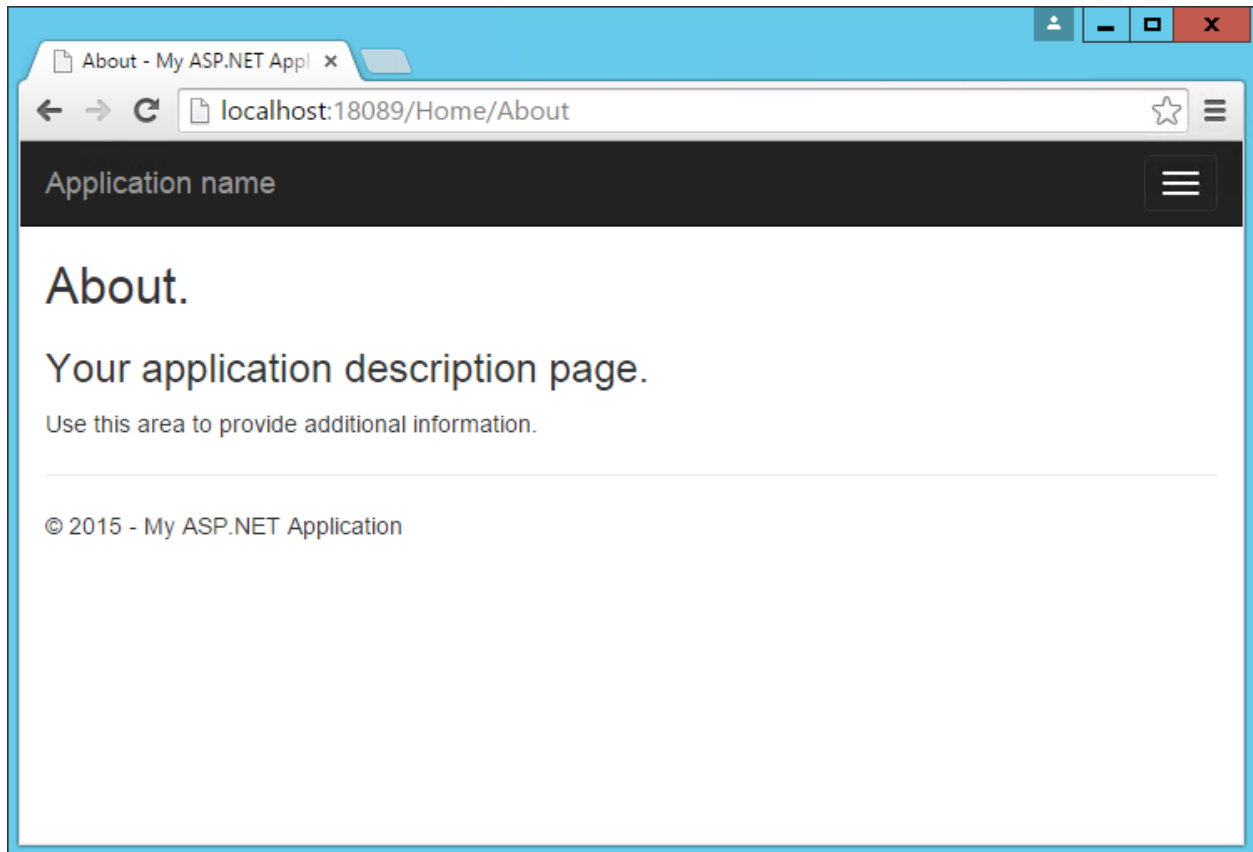 About - My ASP.NET Appl
localhost:18089/Home/About
Application name
About.
Your application description page.
Use this area to provide additional information.
© 2015 - My ASP.NET Application